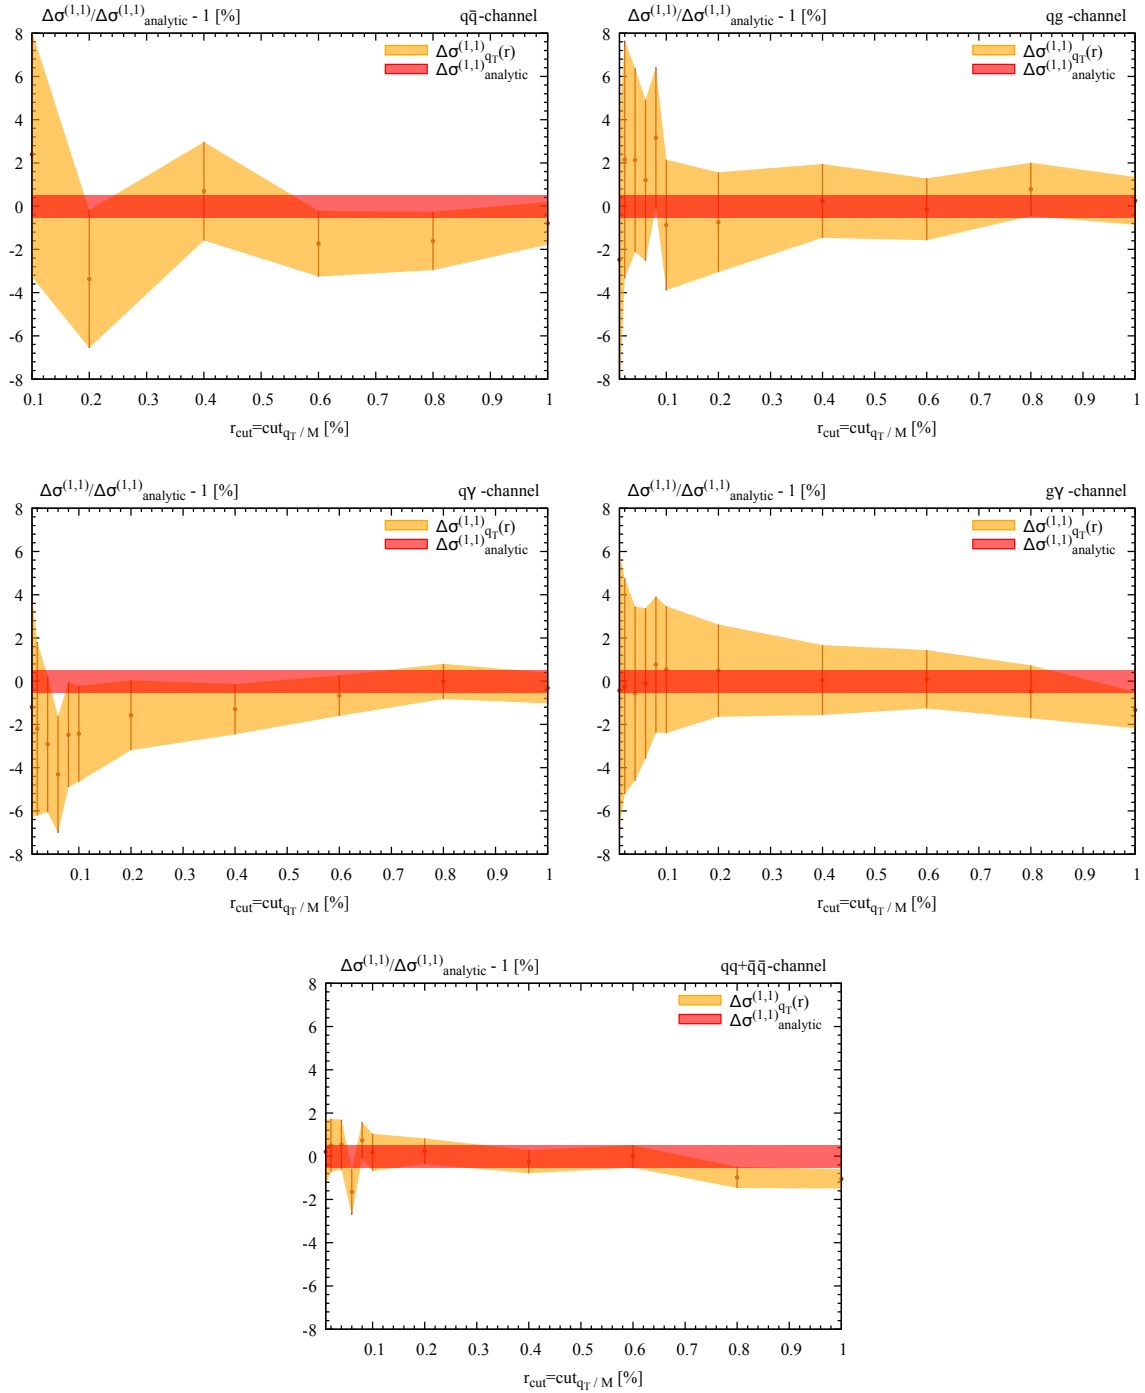 Δσ(1,1)/Δσ(1,1)analytic - 1 [%] qq̄-channel
Δσ(1,1)qT(r)
Δσ(1,1)analytic
8
6
4
2
0
-2
-4
-6
-8
0.1 0.2 0.3 0.4 0.5 0.6 0.7 0.8 0.9 1
rcut=cutqT / M [%]
Δσ(1,1)/Δσ(1,1)analytic - 1 [%] qg -channel
Δσ(1,1)qT(r)
Δσ(1,1)analytic
8
6
4
2
0
-2
-4
-6
-8
0.1 0.2 0.3 0.4 0.5 0.6 0.7 0.8 0.9 1
rcut=cutqT / M [%]
Δσ(1,1)/Δσ(1,1)analytic - 1 [%] qγ -channel
Δσ(1,1)qT(r)
Δσ(1,1)analytic
8
6
4
2
0
-2
-4
-6
-8
0.1 0.2 0.3 0.4 0.5 0.6 0.7 0.8 0.9 1
rcut=cutqT / M [%]
Δσ(1,1)/Δσ(1,1)analytic - 1 [%] gγ -channel
Δσ(1,1)qT(r)
Δσ(1,1)analytic
8
6
4
2
0
-2
-4
-6
-8
0.1 0.2 0.3 0.4 0.5 0.6 0.7 0.8 0.9 1
rcut=cutqT / M [%]
Δσ(1,1)/Δσ(1,1)analytic - 1 [%] qq+q̄q̄-channel
Δσ(1,1)qT(r)
Δσ(1,1)analytic
8
6
4
2
0
-2
-4
-6
-8
0.1 0.2 0.3 0.4 0.5 0.6 0.7 0.8 0.9 1
rcut=cutqT / M [%]